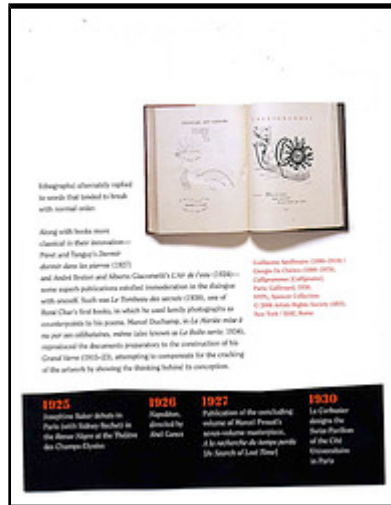 lithographs) alternately replied
to words that tended to break
with normal order.
Along with books more
classical in their innovation—
Péret and Tanguy's Dormir
dormir dans les pierres (1927)
and André Breton and Alberto Giacometti's L'Air de l'eau (1934)—
some superb publications satisfied immoderation in the dialogue
with oneself. Such was Le Tombeau des secrets (1930), one of
René Char's first books, in which he used family photographs as
counterpoints to his poems. Marcel Duchamp, in La Mariée mise à
nu par ses célibataires, même (also known as La Boîte verte; 1934),
reproduced the documents preparatory to the construction of his
Grand Verre (1915–23), attempting to compensate for the cracking
of the artwork by showing the thinking behind its conception.
Guillaume Apollinaire (1880–1918)
Giorgio De Chirico (1888–1978)
Calligrammes [Calligrams]
Paris: Gallimard, 1930
NYPL, Spencer Collection
© 2006 Artists Rights Society (ARS),
New York / SIAE, Rome
1925
Josephine Baker debuts in
Paris (with Sidney Bechet) in
the Revue Nègre at the Théâtre
des Champs-Elysées
1926
Napoléon,
directed by
Abel Gance
1927
Publication of the concluding
volume of Marcel Proust's
seven-volume masterpiece,
A la recherche du temps perdu
[In Search of Lost Time]
1930
Le Corbusier
designs the
Swiss Pavilion
of the Cité
Universitaire
in Paris